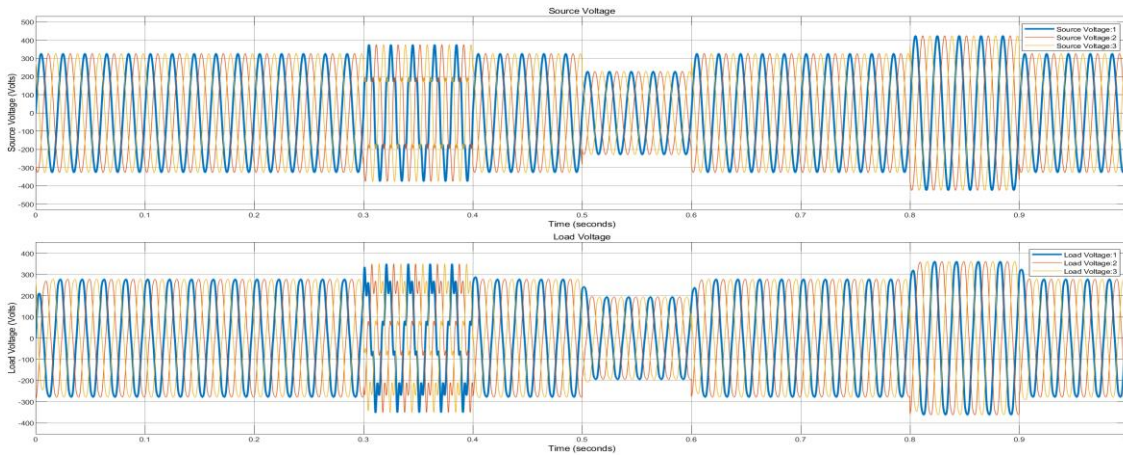 Source Voltage
Source Voltage (Volts)
500
400
300
200
100
0
-100
-200
-300
-400
-500
Source Voltage:1
Source Voltage:2
Source Voltage:3
0 0.1 0.2 0.3 0.4 0.5 0.6 0.7 0.8 0.9
Time (seconds)
Load Voltage
Load Voltage (Volts
400
300
200
100
0
-100
-200
-300
-400
Load Voltage:1
Load Voltage:2
Load Voltage:3
0 0.1 0.2 0.3 0.4 0.5 0.6 0.7 0.8 0.9
Time (seconds)